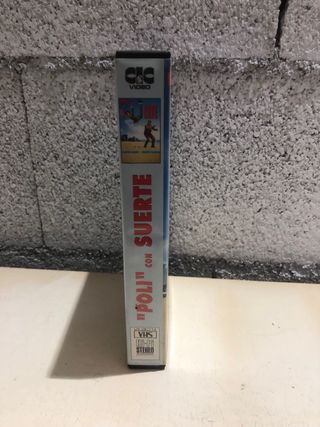 CIC
VIDEO
"POLI" CON SUERTE
VHS
STEREO